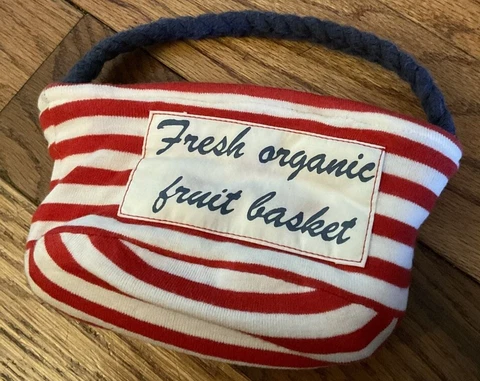 Fresh organic
fruit basket